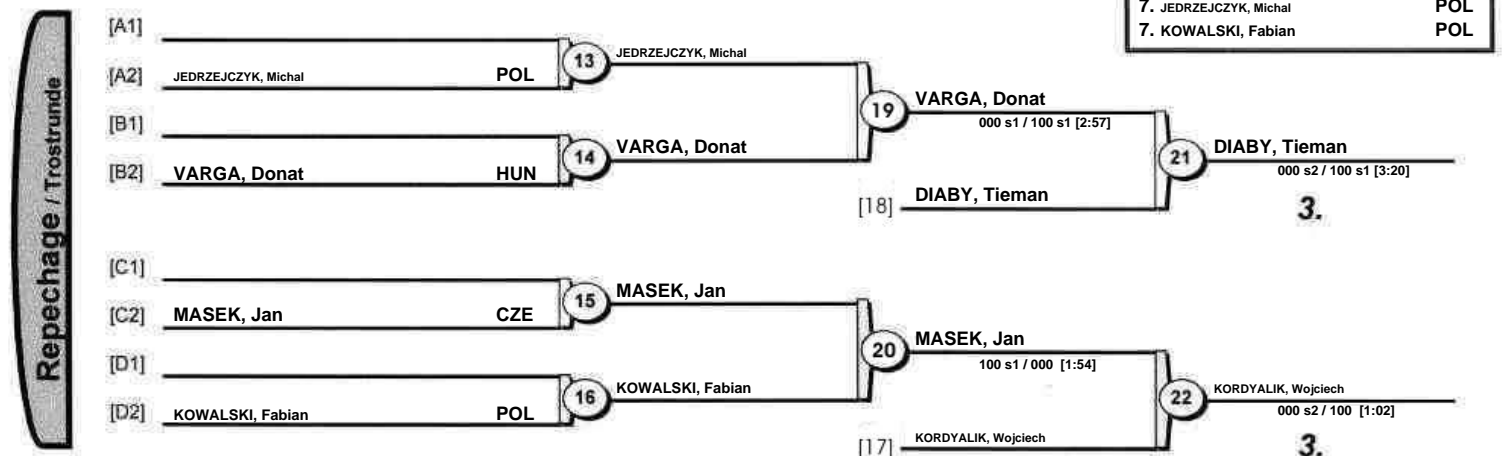 7. JEDRZEJCZYK, Michal POL
7. KOWALSKI, Fabian POL
Repechage / Trostrunde
[A1]
[A2] JEDRZEJCZYK, Michal POL
13
JEDRZEJCZYK, Michal
[B1]
[B2] VARGA, Donat HUN
14
VARGA, Donat
19
VARGA, Donat
000 s1 / 100 s1 [2:57]
[18] DIABY, Tieman
21
DIABY, Tieman
000 s2 / 100 s1 [3:20]
3.
[C1]
[C2] MASEK, Jan CZE
15
MASEK, Jan
[D1]
[D2] KOWALSKI, Fabian POL
16
KOWALSKI, Fabian
20
MASEK, Jan
100 s1 / 000 [1:54]
[17] KORDYALIK, Wojciech
22
KORDYALIK, Wojciech
000 s2 / 100 [1:02]
3.